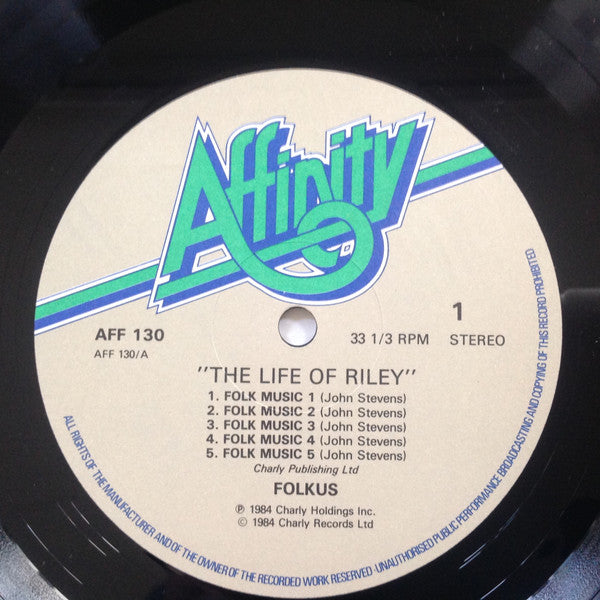 Affinity
AFF 130
AFF 130/A
33 1/3 RPM
1
STEREO
"THE LIFE OF RILEY"
1. FOLK MUSIC 1 (John Stevens)
2. FOLK MUSIC 2 (John Stevens)
3. FOLK MUSIC 3 (John Stevens)
4. FOLK MUSIC 4 (John Stevens)
5. FOLK MUSIC 5 (John Stevens)
Charly Publishing Ltd
FOLKUS
℗ 1984 Charly Holdings Inc.
© 1984 Charly Records Ltd
ALL RIGHTS OF THE MANUFACTURER AND OF THE OWNER OF THE RECORDED WORK RESERVED·UNAUTHORISED PUBLIC PERFORMANCE BROADCASTING AND COPYING OF THIS RECORD PROHIBITED